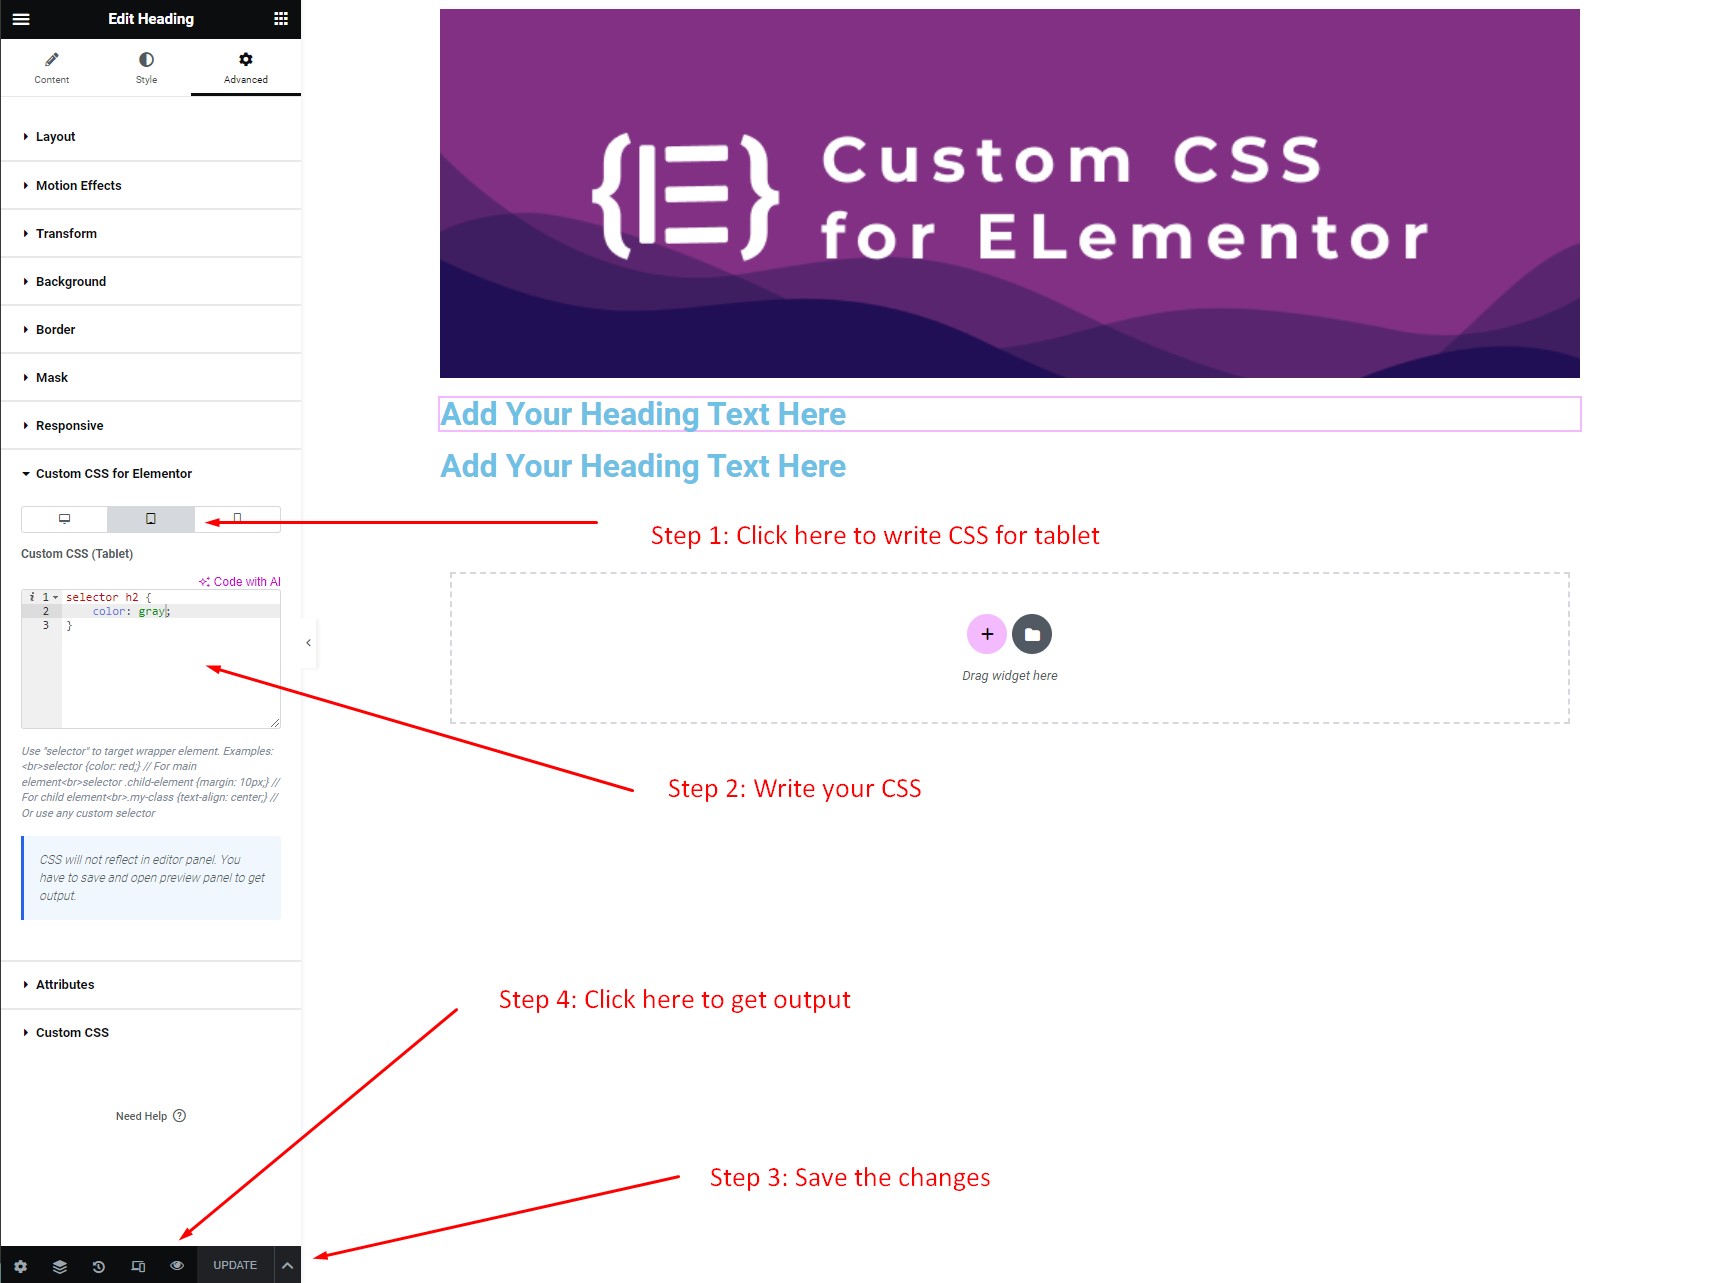 Edit Heading
Content
Style
Advanced
Layout
Motion Effects
Transform
Background
Border
Mask
Responsive
Custom CSS for Elementor
Custom CSS (Tablet)
Code with AI
i 1 selector h2 {
2 color: gray;
3 }
Use "selector" to target wrapper element. Examples:
<br>selector {color: red;} // For main
element<br>selector .child-element {margin: 10px;} //
For child element<br>.my-class {text-align: center;} //
Or use any custom selector
CSS will not reflect in editor panel. You
have to save and open preview panel to get
output.
Attributes
Custom CSS
Need Help ?
UPDATE
{IE} Custom CSS
for ELementor
Add Your Heading Text Here
Add Your Heading Text Here
Step 1: Click here to write CSS for tablet
Drag widget here
Step 2: Write your CSS
Step 4: Click here to get output
Step 3: Save the changes